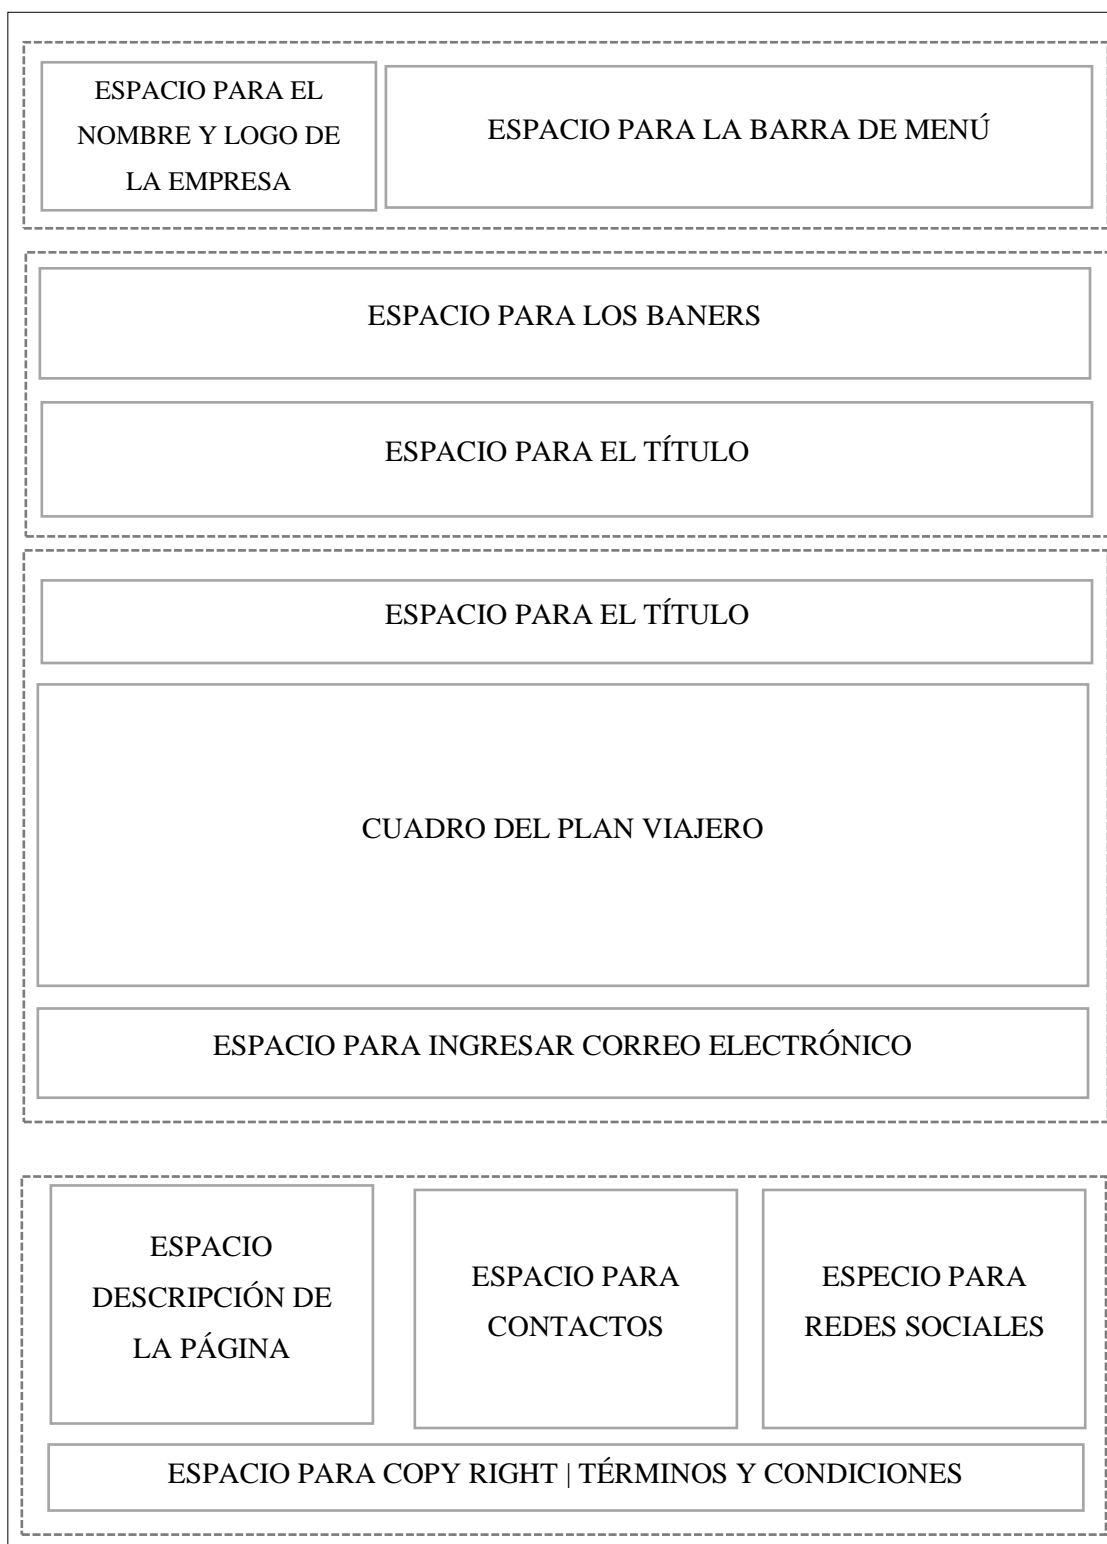 ESPACIO PARA EL
NOMBRE Y LOGO DE
LA EMPRESA
ESPACIO PARA LA BARRA DE MENÚ
ESPACIO PARA LOS BANERS
ESPACIO PARA EL TÍTULO
ESPACIO PARA EL TÍTULO
CUADRO DEL PLAN VIAJERO
ESPACIO PARA INGRESAR CORREO ELECTRÓNICO
ESPACIO
DESCRIPCIÓN DE
LA PÁGINA
ESPACIO PARA
CONTACTOS
ESPECIO PARA
REDES SOCIALES
ESPACIO PARA COPY RIGHT | TÉRMINOS Y CONDICIONES